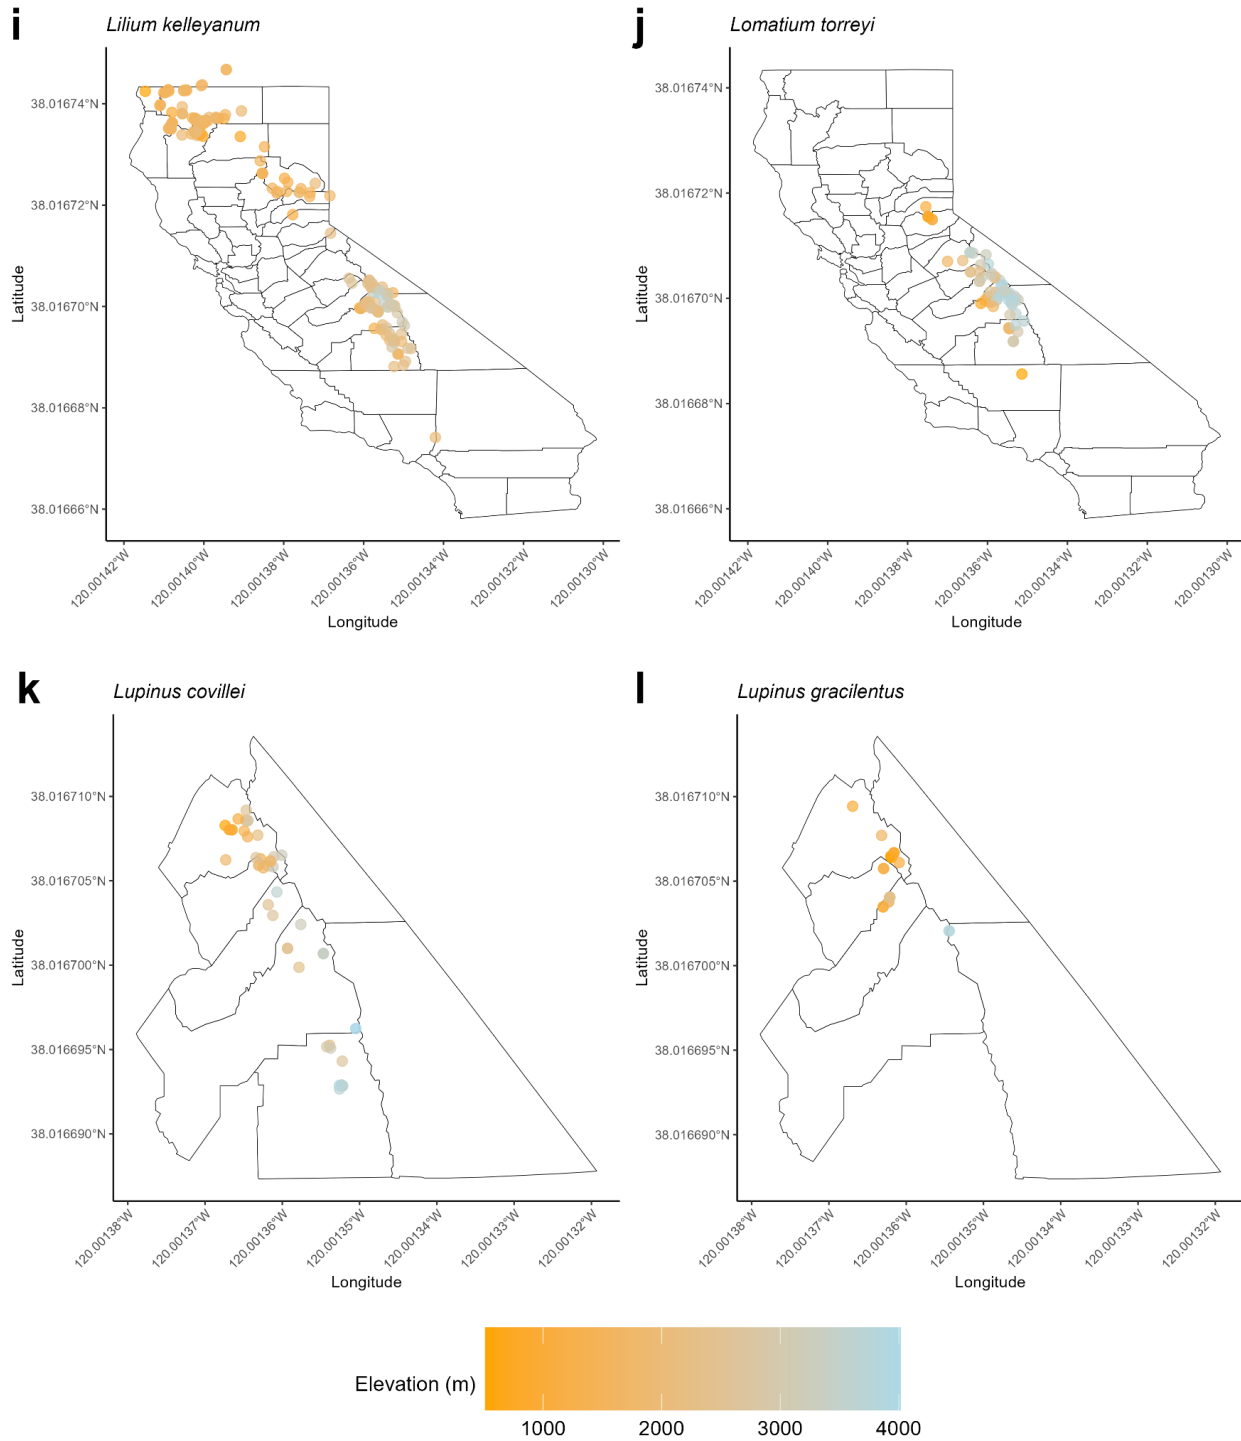 i
Lilium kelleyanum
38.01674°N
38.01672°N
38.01670°N
38.01668°N
38.01666°N
Latitude
120.00142°W
120.00140°W
120.00138°W
120.00136°W
120.00134°W
120.00132°W
120.00130°W
Longitude
j
Lomatium torreyi
38.01674°N
38.01672°N
38.01670°N
38.01668°N
38.01666°N
Latitude
120.00142°W
120.00140°W
120.00138°W
120.00136°W
120.00134°W
120.00132°W
120.00130°W
Longitude
k
Lupinus covillei
38.016710°N
38.016705°N
38.016700°N
38.016695°N
38.016690°N
Latitude
120.00138°W
120.00137°W
120.00136°W
120.00135°W
120.00134°W
120.00133°W
120.00132°W
Longitude
l
Lupinus gracilentus
38.016710°N
38.016705°N
38.016700°N
38.016695°N
38.016690°N
Latitude
120.00138°W
120.00137°W
120.00136°W
120.00135°W
120.00134°W
120.00133°W
120.00132°W
Longitude
Elevation (m)
1000
2000
3000
4000